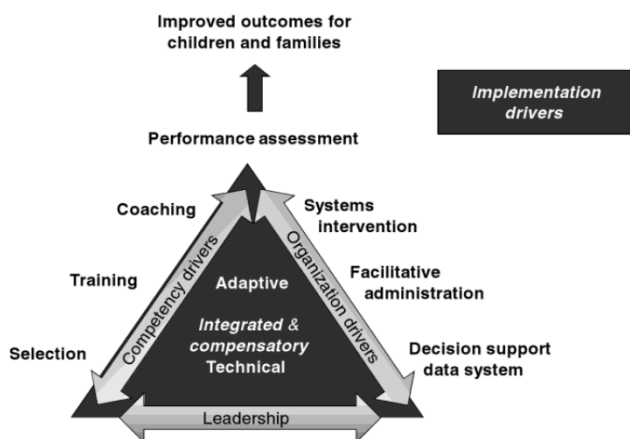 Improved outcomes for
children and families
Implementation
drivers
Performance assessment
Coaching
Systems
intervention
Training
Competency drivers
Organization drivers
Facilitative
administration
Adaptive
Integrated &
compensatory
Technical
Selection
Decision support
data system
Leadership